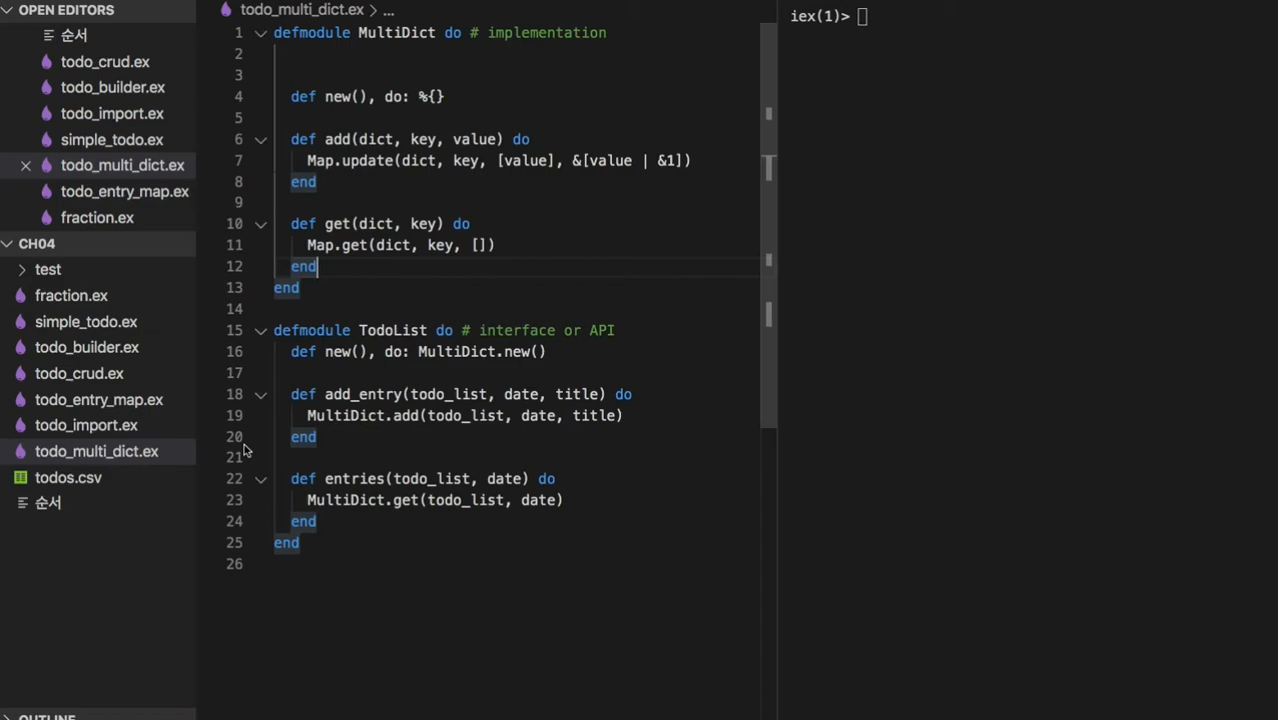 OPEN EDITORS
순서
todo_crud.ex
todo_builder.ex
todo_import.ex
simple_todo.ex
todo_multi_dict.ex
todo_entry_map.ex
fraction.ex
CH04
test
fraction.ex
simple_todo.ex
todo_builder.ex
todo_crud.ex
todo_entry_map.ex
todo_import.ex
todo_multi_dict.ex
todos.csv
순서
OUTLINE
todo_multi_dict.ex > ...
1 defmodule MultiDict do # implementation
2
3
4 def new(), do: %{}
5
6 def add(dict, key, value) do
7 Map.update(dict, key, [value], &[value | &1])
8 end
9
10 def get(dict, key) do
11 Map.get(dict, key, [])
12 end
13 end
14
15 defmodule TodoList do # interface or API
16 def new(), do: MultiDict.new()
17
18 def add_entry(todo_list, date, title) do
19 MultiDict.add(todo_list, date, title)
20 end
21
22 def entries(todo_list, date) do
23 MultiDict.get(todo_list, date)
24 end
25 end
26
iex(1)>